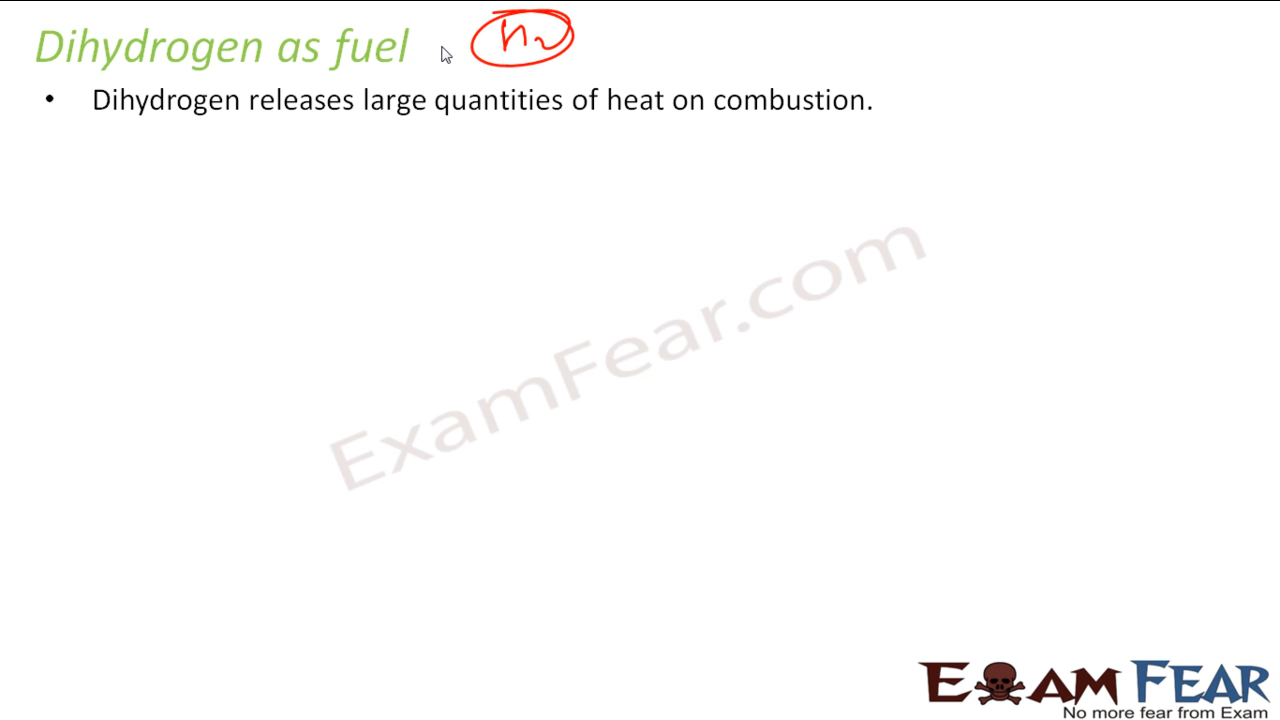 Dihydrogen as fuel h2
• Dihydrogen releases large quantities of heat on combustion.
ExamFear.com
EXAM FEAR
No more fear from Exam